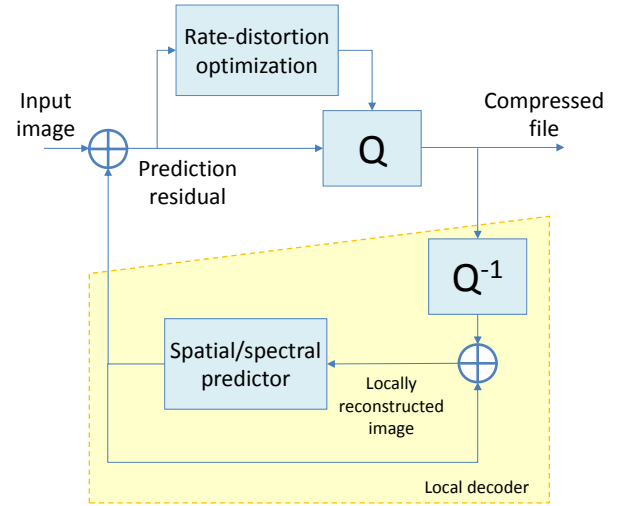 Rate-distortion
optimization
Input
image
Compressed
file
Q
Prediction
residual
Q-1
Spatial/spectral
predictor
Locally
reconstructed
image
Local decoder